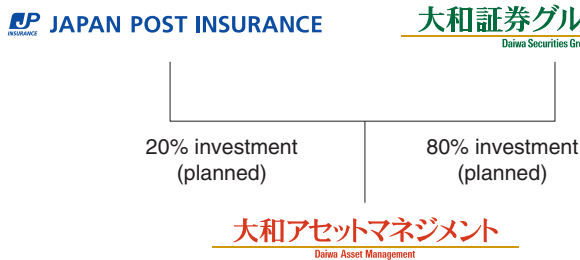 JP INSURANCE JAPAN POST INSURANCE
大和証券グル
Daiwa Securities Gr
20% investment
(planned)
80% investment
(planned)
大和アセットマネジメント
Daiwa Asset Management